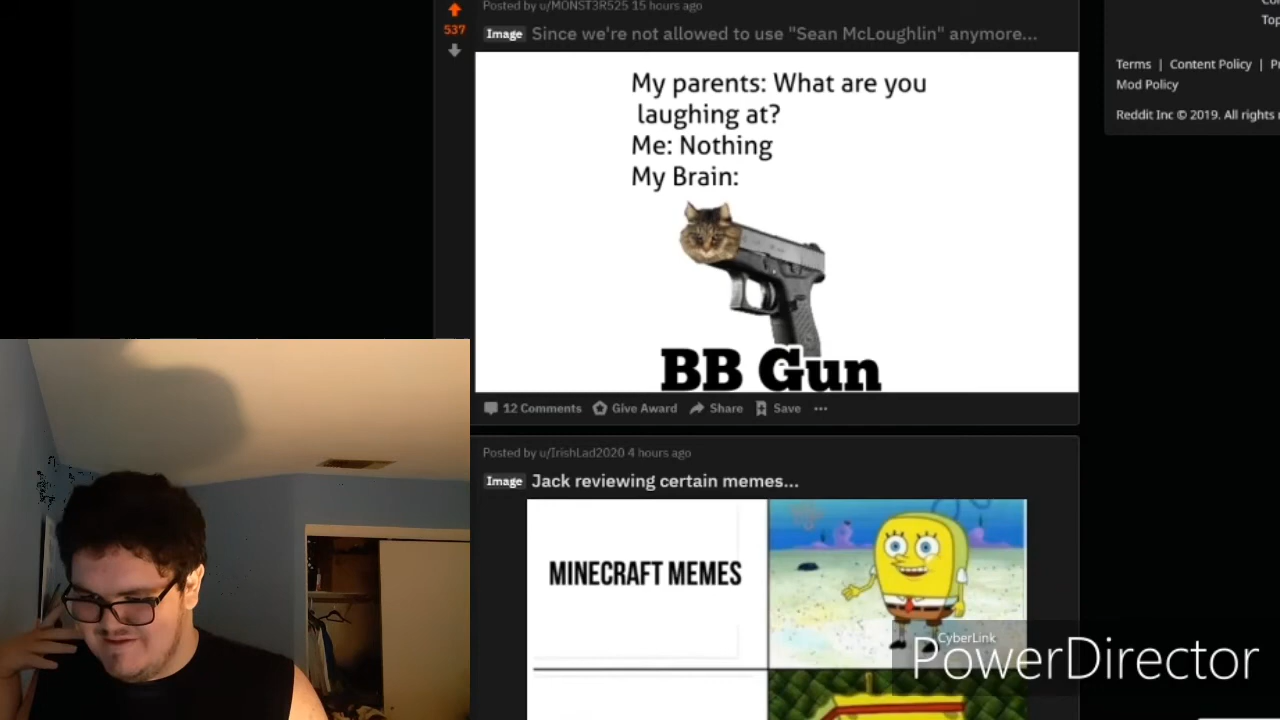 Posted by u/M0NST3R525 15 hours ago
537
Image Since we're not allowed to use "Sean McLoughlin" anymore...
My parents: What are you
laughing at?
Me: Nothing
My Brain:
BB Gun
12 Comments Give Award Share Save ...
Posted by u/IrishLad2020 4 hours ago
Image Jack reviewing certain memes...
MINECRAFT MEMES
Terms | Content Policy |
Mod Policy
Reddit Inc © 2019. All rights
CyberLink
PowerDirector